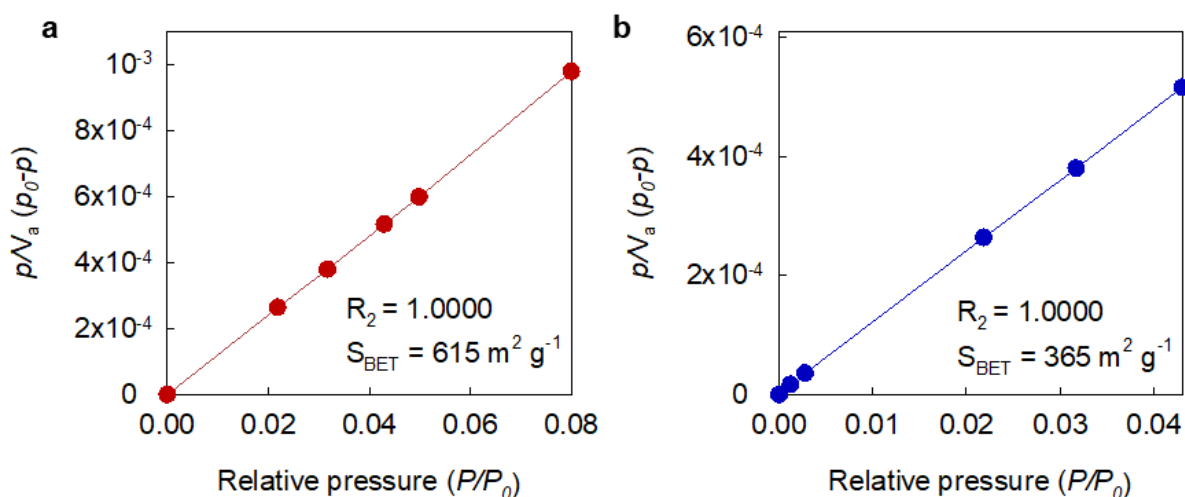 a
10⁻³
8x10⁻⁴
6x10⁻⁴
4x10⁻⁴
2x10⁻⁴
0
p/Vₐ (p₀-p)
R₂ = 1.0000
S_BET = 615 m² g⁻¹
0.00 0.02 0.04 0.06 0.08
Relative pressure (P/P₀)
b
6x10⁻⁴
4x10⁻⁴
2x10⁻⁴
0
p/Vₐ (p₀-p)
R₂ = 1.0000
S_BET = 365 m² g⁻¹
0.00 0.01 0.02 0.03 0.04
Relative pressure (P/P₀)